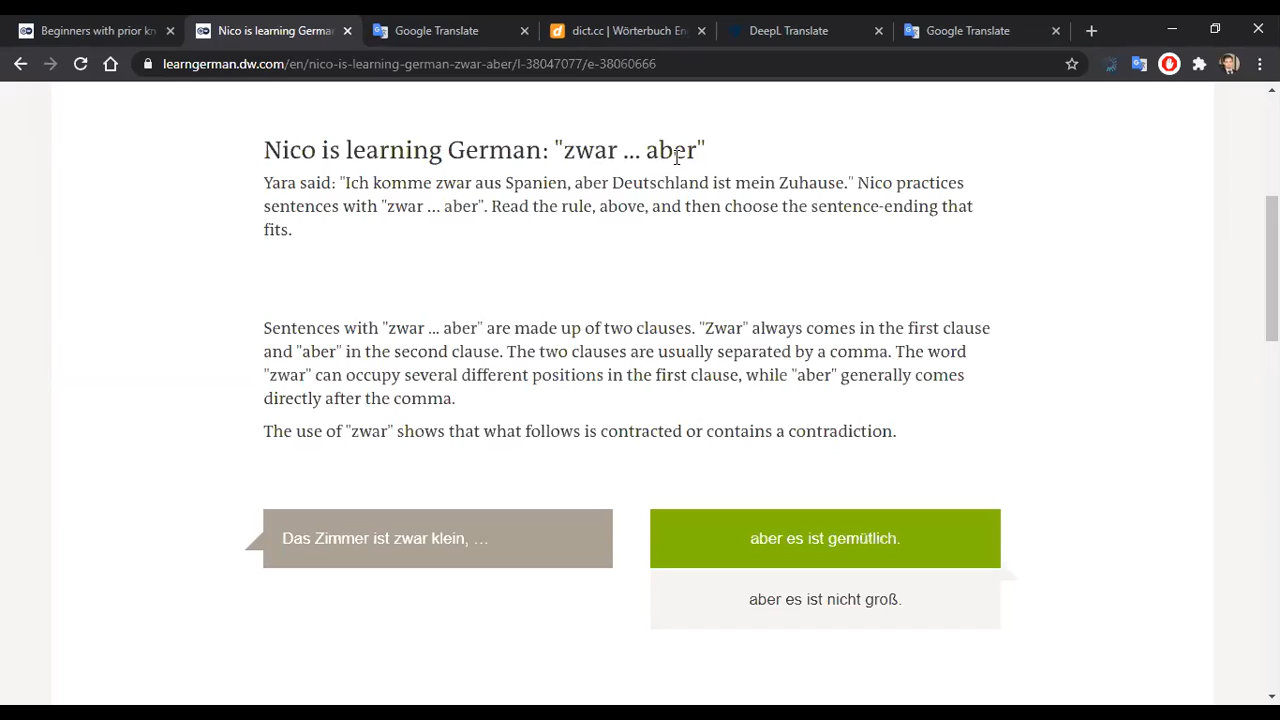 Beginners with prior kn
Nico is learning Germa
Google Translate
dict.cc | Wörterbuch En
DeepL Translate
Google Translate
learngerman.dw.com/en/nico-is-learning-german-zwar-aber/l-38047077/e-38060666
Nico is learning German: "zwar ... aber"
Yara said: "Ich komme zwar aus Spanien, aber Deutschland ist mein Zuhause." Nico practices
sentences with "zwar ... aber". Read the rule, above, and then choose the sentence-ending that
fits.
Sentences with "zwar ... aber" are made up of two clauses. "Zwar" always comes in the first clause
and "aber" in the second clause. The two clauses are usually separated by a comma. The word
"zwar" can occupy several different positions in the first clause, while "aber" generally comes
directly after the comma.
The use of "zwar" shows that what follows is contracted or contains a contradiction.
Das Zimmer ist zwar klein, …
aber es ist gemütlich.
aber es ist nicht groß.